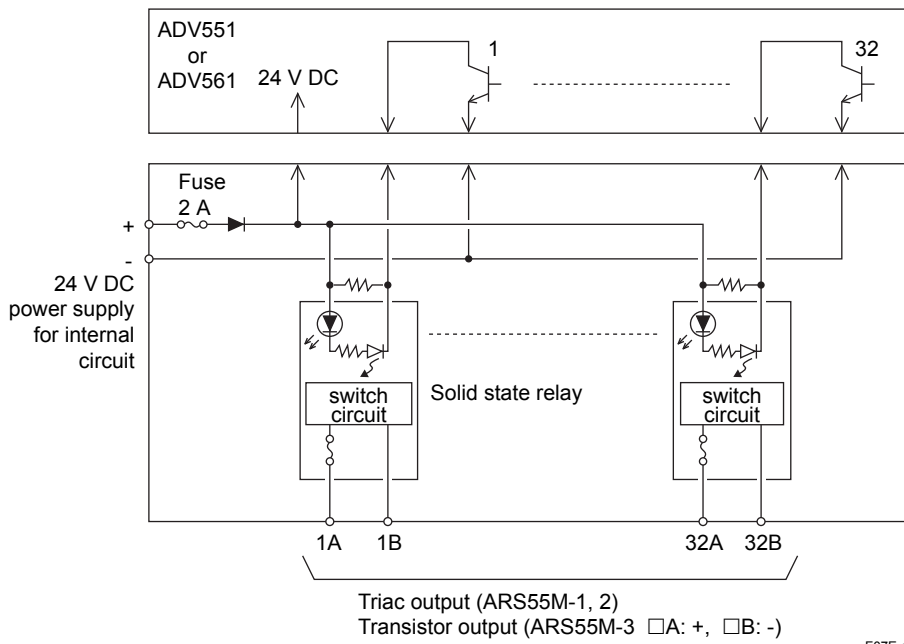 ADV551
or
ADV561
24 V DC
1
32
Fuse
2 A
+
-
24 V DC
power supply
for internal
circuit
Solid state relay
switch
circuit
switch
circuit
1A
1B
32A
32B
Triac output (ARS55M-1, 2)
Transistor output (ARS55M-3 □A: +, □B: -)